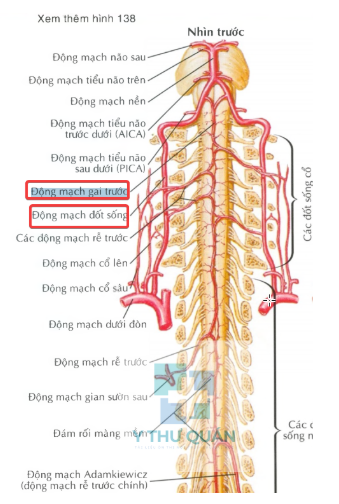 Xem thêm hình 138
Nhìn trước
Động mạch não sau
Động mạch tiểu não trên
Động mạch nền
Động mạch tiểu não
trước dưới (AICA)
Động mạch tiểu não
sau dưới (PICA)
Động mạch gai trước
Động mạch đốt sống
Các động mạch rễ trước
Động mạch cổ lên
Động mạch cổ sâu
Động mạch dưới đòn
Động mạch rễ trước
Động mạch gian sườn sau
Đám rối màng mềm
Động mạch Adamkiewicz
(động mạch rễ trước chính)
Các đốt sống cổ
Các
sống
Y THƯ QUÁN